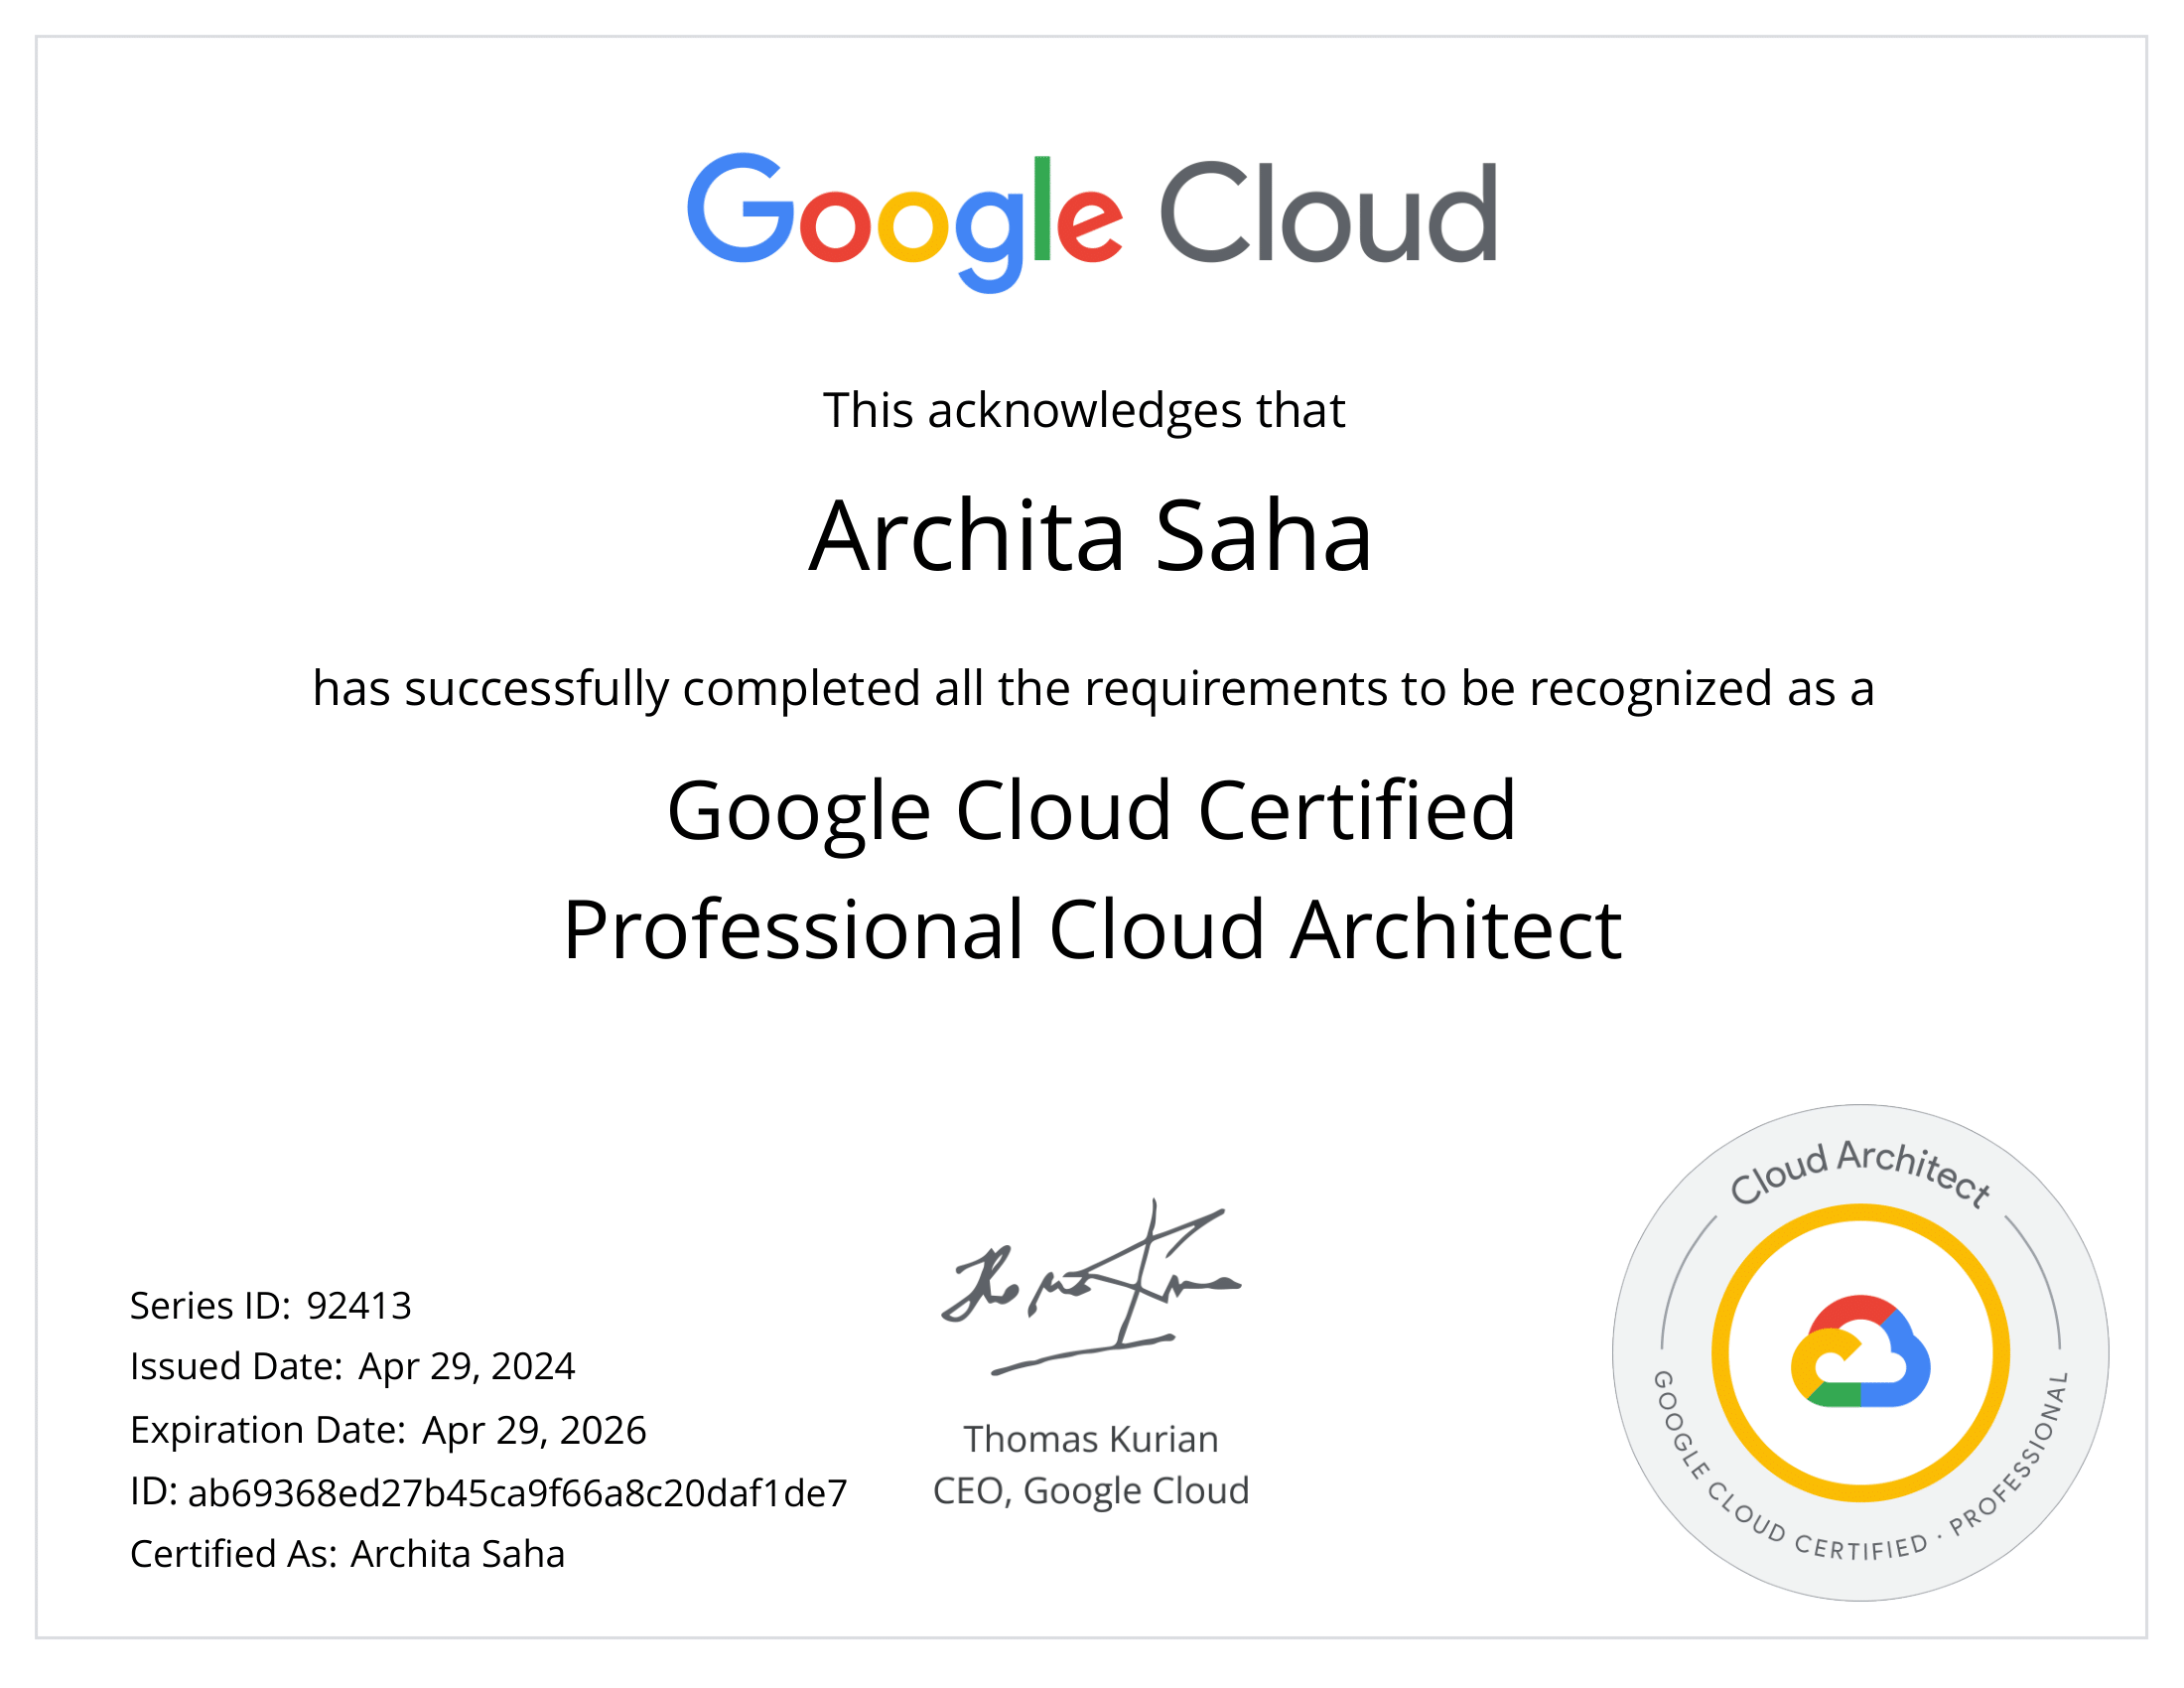 Google Cloud
This acknowledges that
Archita Saha
has successfully completed all the requirements to be recognized as a
Google Cloud Certified
Professional Cloud Architect
Series ID: 92413
Issued Date: Apr 29, 2024
Expiration Date: Apr 29, 2026
ID: ab69368ed27b45ca9f66a8c20daf1de7
Certified As: Archita Saha
Thomas Kurian
CEO, Google Cloud
Cloud Architect
GOOGLE CLOUD CERTIFIED · PROFESSIONAL